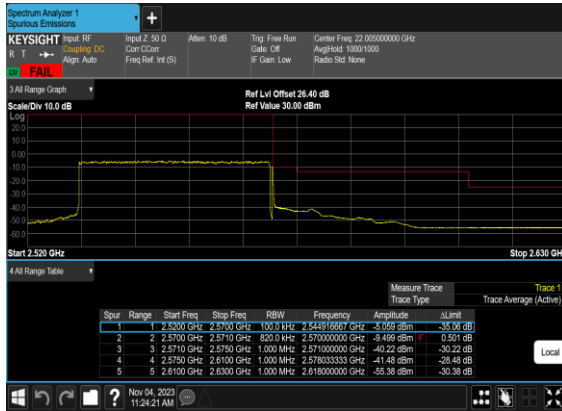 Spectrum Analyzer 1
Spurious Emissions
KEYSIGHT Input: RF Input Z: 50 Ω Atten: 10 dB Trig: Free Run Center Freq: 22.005000000 GHz
R T Coupling: DC Corr CCorr Gate: Off Avg|Hold: 1000/1000
Align: Auto Freq Ref: Int (S) IF Gain: Low Radio Std: None
LV FAIL
3 All Range Graph
Ref Lvl Offset 26.40 dB
Scale/Div 10.0 dB Ref Value 30.00 dBm
Log
20.0
10.0
0.00
-10.0
-20.0
-30.0
-40.0
-50.0
-60.0
Start 2.520 GHz Stop 2.630 GH
4 All Range Table
Measure Trace Trace 1
Trace Type Trace Average (Active)
Spur Range Start Freq Stop Freq RBW Frequency Amplitude ΔLimit
1 1 2.5200 GHz 2.5700 GHz 100.0 kHz 2.544916667 GHz -5.059 dBm -35.06 dB
2 2 2.5700 GHz 2.5710 GHz 820.0 kHz 2.570000000 GHz -9.499 dBm F 0.501 dB
3 3 2.5710 GHz 2.5750 GHz 1.000 MHz 2.571000000 GHz -40.22 dBm -30.22 dB
4 4 2.5750 GHz 2.6100 GHz 1.000 MHz 2.578033333 GHz -41.48 dBm -28.48 dB
5 5 2.6100 GHz 2.6300 GHz 1.000 MHz 2.618000000 GHz -55.38 dBm -30.38 dB
Local
? Nov 04, 2023
11:24:21 AM